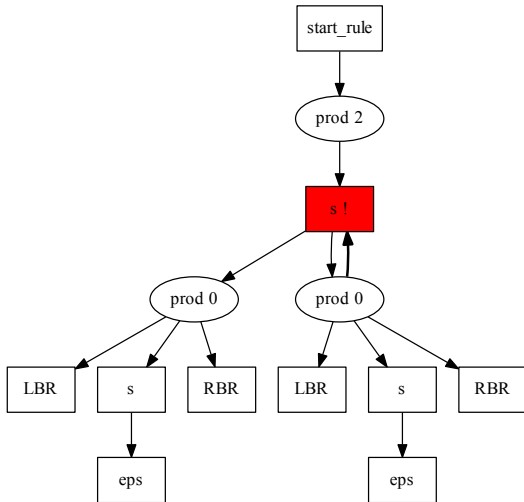 start_rule
prod 2
s !
prod 0 prod 0
LBR s RBR LBR s RBR
eps eps